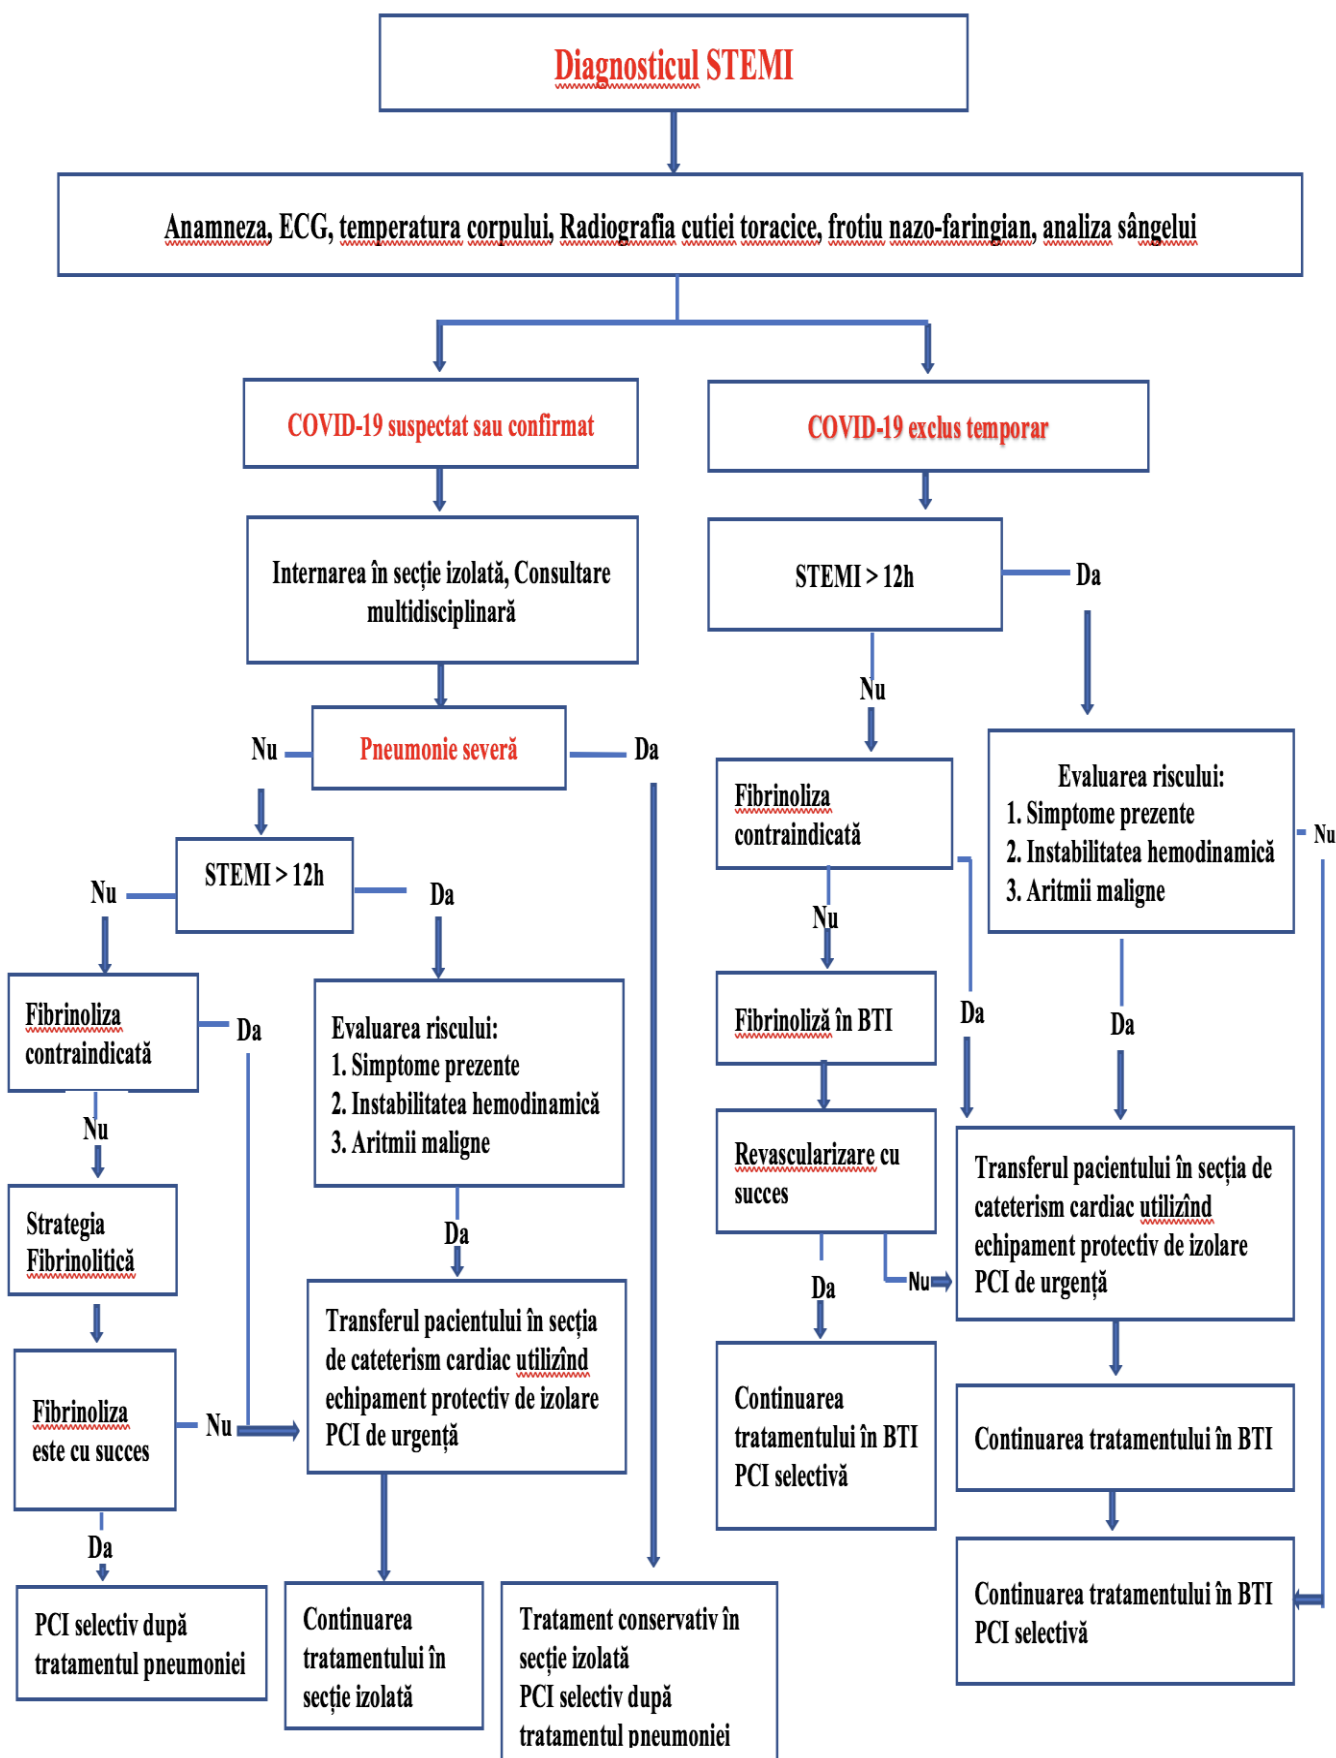 Diagnosticul STEMI
Anamneza, ECG, temperatura corpului, Radiografia cutiei toracice, frotiu nazo-faringian, analiza sângelui
COVID-19 suspectat sau confirmat
COVID-19 exclus temporar
Internarea în secție izolată, Consultare
multidisciplinară
STEMI > 12h
Da
Nu
Pneumonie severă
Nu
Da
STEMI > 12h
Nu
Da
Fibrinoliza
contraindicată
Da
Nu
Evaluarea riscului:
1. Simptome prezente
2. Instabilitatea hemodinamică
3. Aritmii maligne
Da
Strategia
Fibrinolitică
Fibrinoliza
este cu succes
Nu
Da
Transferul pacientului în secția
de cateterism cardiac utilizînd
echipament protectiv de izolare
PCI de urgență
PCI selectiv după
tratamentul pneumoniei
Continuarea
tratamentului în
secție izolată
Tratament conservativ în
secție izolată
PCI selectiv după
tratamentul pneumoniei
Fibrinoliza
contraindicată
Nu
Da
Evaluarea riscului:
1. Simptome prezente
2. Instabilitatea hemodinamică
3. Aritmii maligne
Nu
Da
Fibrinoliză în BTI
Revascularizare cu
succes
Da
Nu
Transferul pacientului în secția de
cateterism cardiac utilizînd
echipament protectiv de izolare
PCI de urgență
Continuarea
tratamentului în BTI
PCI selectivă
Continuarea tratamentului în BTI
Continuarea tratamentului în BTI
PCI selectivă